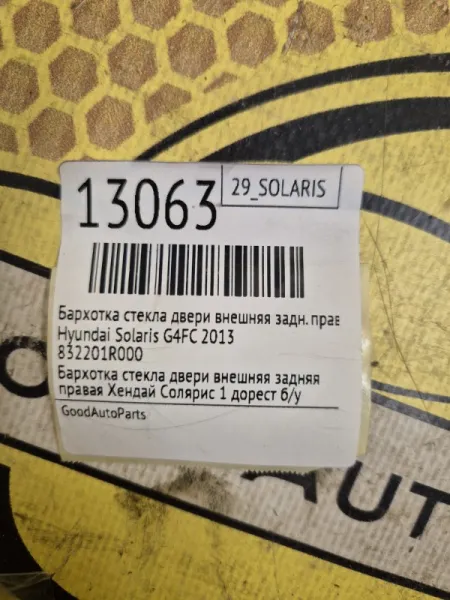 13063
29_SOLARIS
Бархотка стекла двери внешняя задн. прав
Hyundai Solaris G4FC 2013
832201R000
Бархотка стекла двери внешняя задняя
правая Хендай Солярис 1 дорест б/у
GoodAutoParts
AUT